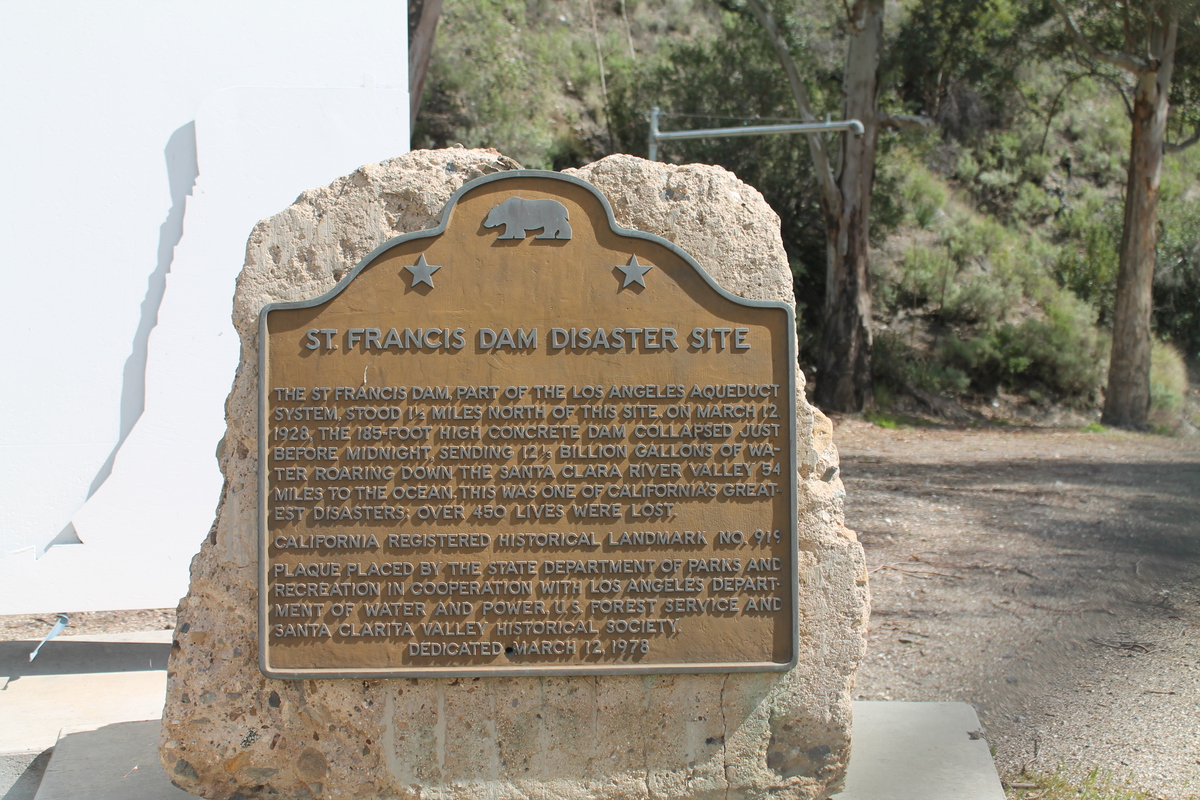 ST. FRANCIS DAM DISASTER SITE
THE ST FRANCIS DAM, PART OF THE LOS ANGELES AQUEDUCT
SYSTEM, STOOD 1½ MILES NORTH OF THIS SITE. ON MARCH 12,
1928, THE 185-FOOT HIGH CONCRETE DAM COLLAPSED JUST
BEFORE MIDNIGHT, SENDING 12½ BILLION GALLONS OF WA-
TER ROARING DOWN THE SANTA CLARA RIVER VALLEY 54
MILES TO THE OCEAN. THIS WAS ONE OF CALIFORNIA'S GREAT-
EST DISASTERS: OVER 450 LIVES WERE LOST.
CALIFORNIA REGISTERED HISTORICAL LANDMARK NO. 919
PLAQUE PLACED BY THE STATE DEPARTMENT OF PARKS AND
RECREATION IN COOPERATION WITH LOS ANGELES DEPART-
MENT OF WATER AND POWER, U.S. FOREST SERVICE AND
SANTA CLARITA VALLEY HISTORICAL SOCIETY.
DEDICATED MARCH 12, 1978